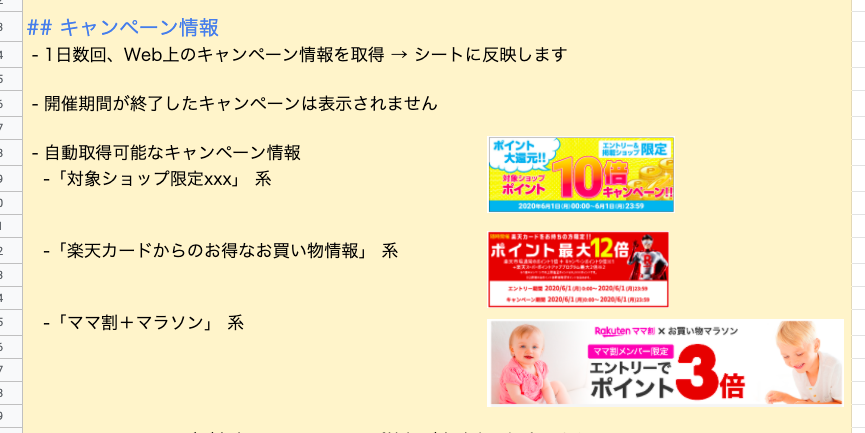 ## キャンペーン情報
- 1日数回、Web上のキャンペーン情報を取得 → シートに反映します
- 開催期間が終了したキャンペーンは表示されません
- 自動取得可能なキャンペーン情報
-「対象ショップ限定xxx」 系
ポイント
大還元!!
エントリー&
掲載ショップ 限定
対象ショップ
ポイント 10倍
キャンペーン!!
2020年6月1日(月)00:00~6月1日(月)23:59
-「楽天カードからのお得なお買い物情報」 系
楽天カードをお持ちの方限定!!
ポイント最大12倍
エントリー期間 2020/6/1 (月)0:00~2020/6/1 (月)23:59
キャンペーン期間 2020/6/1 (月)0:00~2020/6/1 (月)23:59
-「ママ割＋マラソン」 系
Rakuten ママ割 × お買い物マラソン
ママ割メンバー限定
エントリーで
ポイント3倍